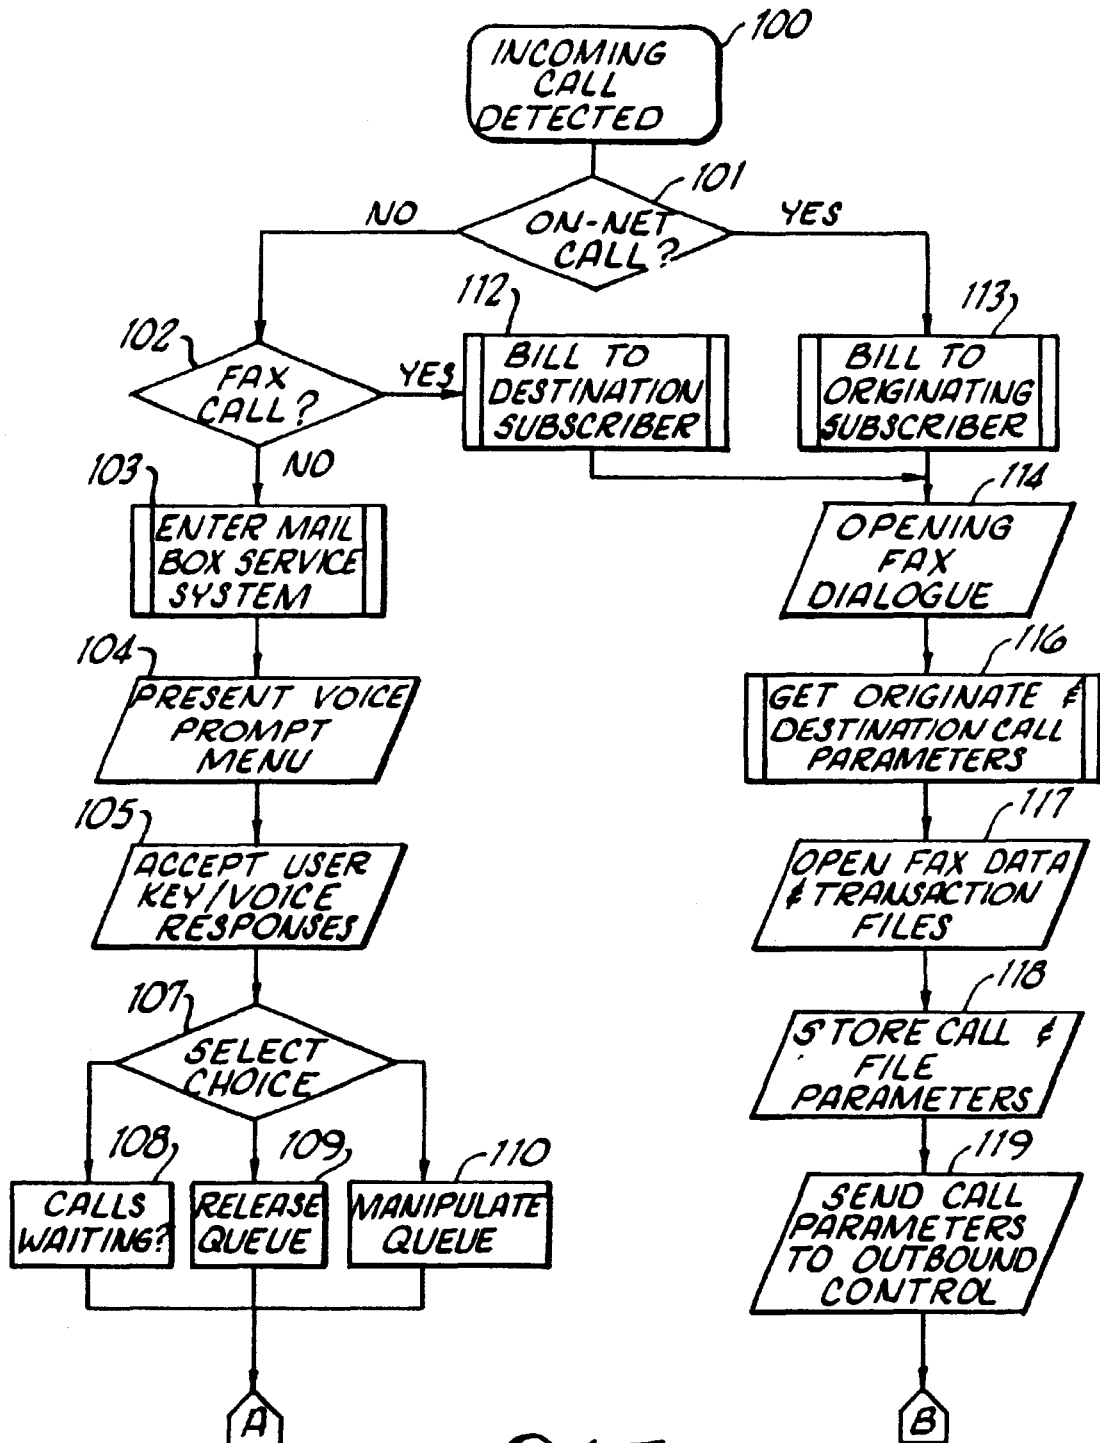 100
INCOMING
CALL
DETECTED
101
ON-NET
CALL?
NO
YES
112
113
102
FAX
CALL?
YES
BILL TO
DESTINATION
SUBSCRIBER
BILL TO
ORIGINATING
SUBSCRIBER
NO
103
ENTER MAIL
BOX SERVICE
SYSTEM
114
OPENING
FAX
DIALOGUE
104
PRESENT VOICE
PROMPT
MENU
116
GET ORIGINATE &
DESTINATION CALL
PARAMETERS
105
ACCEPT USER
KEY/VOICE
RESPONSES
117
OPEN FAX DATA
& TRANSACTION
FILES
107
SELECT
CHOICE
118
STORE CALL &
FILE
PARAMETERS
108
CALLS
WAITING?
109
RELEASE
QUEUE
110
MANIPULATE
QUEUE
119
SEND CALL
PARAMETERS
TO OUTBOUND
CONTROL
A
B